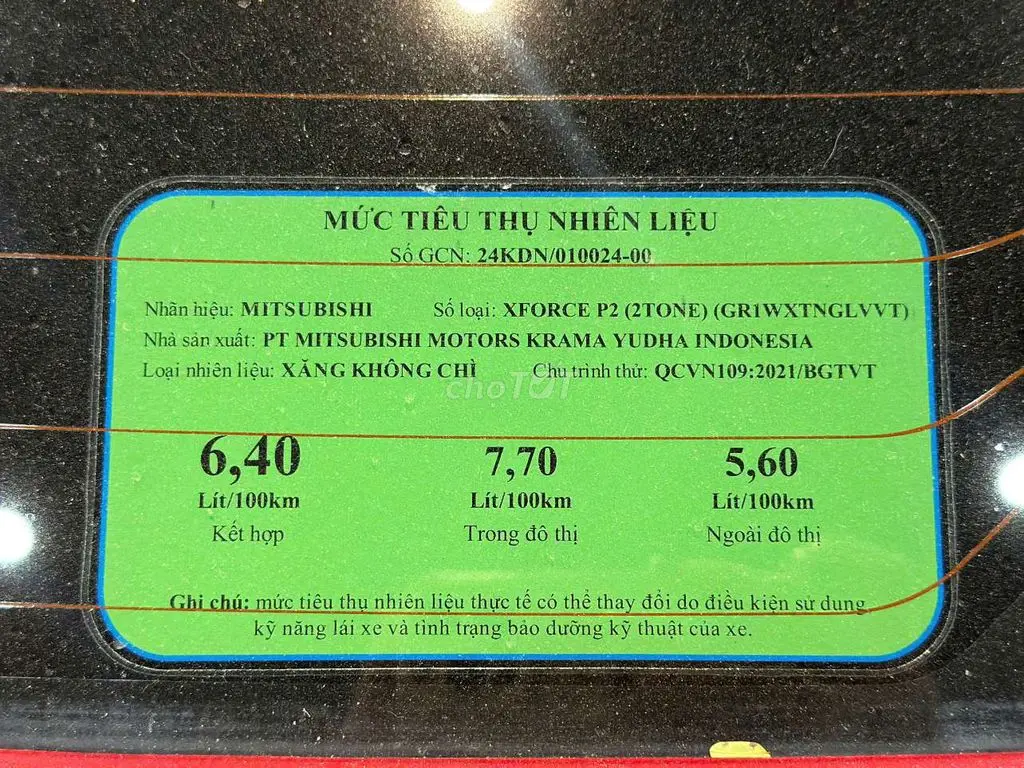 MỨC TIÊU THỤ NHIÊN LIỆU
Số GCN: 24KDN/010024-00
Nhãn hiệu: MITSUBISHI Số loại: XFORCE P2 (2TONE) (GR1WXTNGLVVT)
Nhà sản xuất: PT MITSUBISHI MOTORS KRAMA YUDHA INDONESIA
Loại nhiên liệu: XĂNG KHÔNG CHÌ Chu trình thử: QCVN109:2021/BGTVT
choTỐT
6,40 7,70 5,60
Lít/100km Lít/100km Lít/100km
Kết hợp Trong đô thị Ngoài đô thị
Ghi chú: mức tiêu thụ nhiên liệu thực tế có thể thay đổi do điều kiện sử dụng,
kỹ năng lái xe và tình trạng bảo dưỡng kỹ thuật của xe.